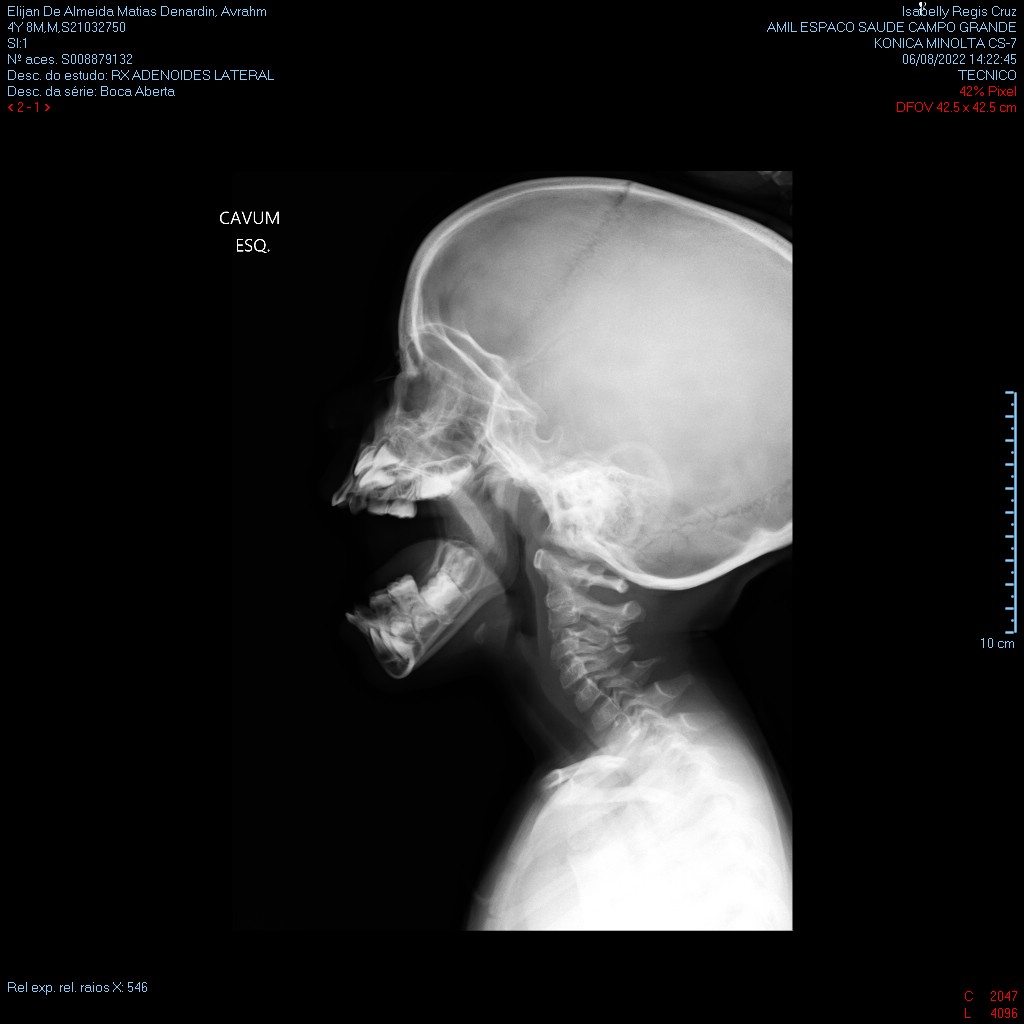 Elijan De Almeida Matias Denardin, Avrahm
4Y 8M,M,S21032750
SI:1
Nº aces. S008879132
Desc. do estudo: RX ADENOIDES LATERAL
Desc. da série: Boca Aberta
< 2 - 1 >
Isabelly Regis Cruz
AMIL ESPACO SAUDE CAMPO GRANDE
KONICA MINOLTA CS-7
06/08/2022 14:22:45
TECNICO
42% Pixel
DFOV 42.5 x 42.5 cm
CAVUM
ESQ.
10 cm
Rel exp. rel. raios X: 546
C 2047
L 4096